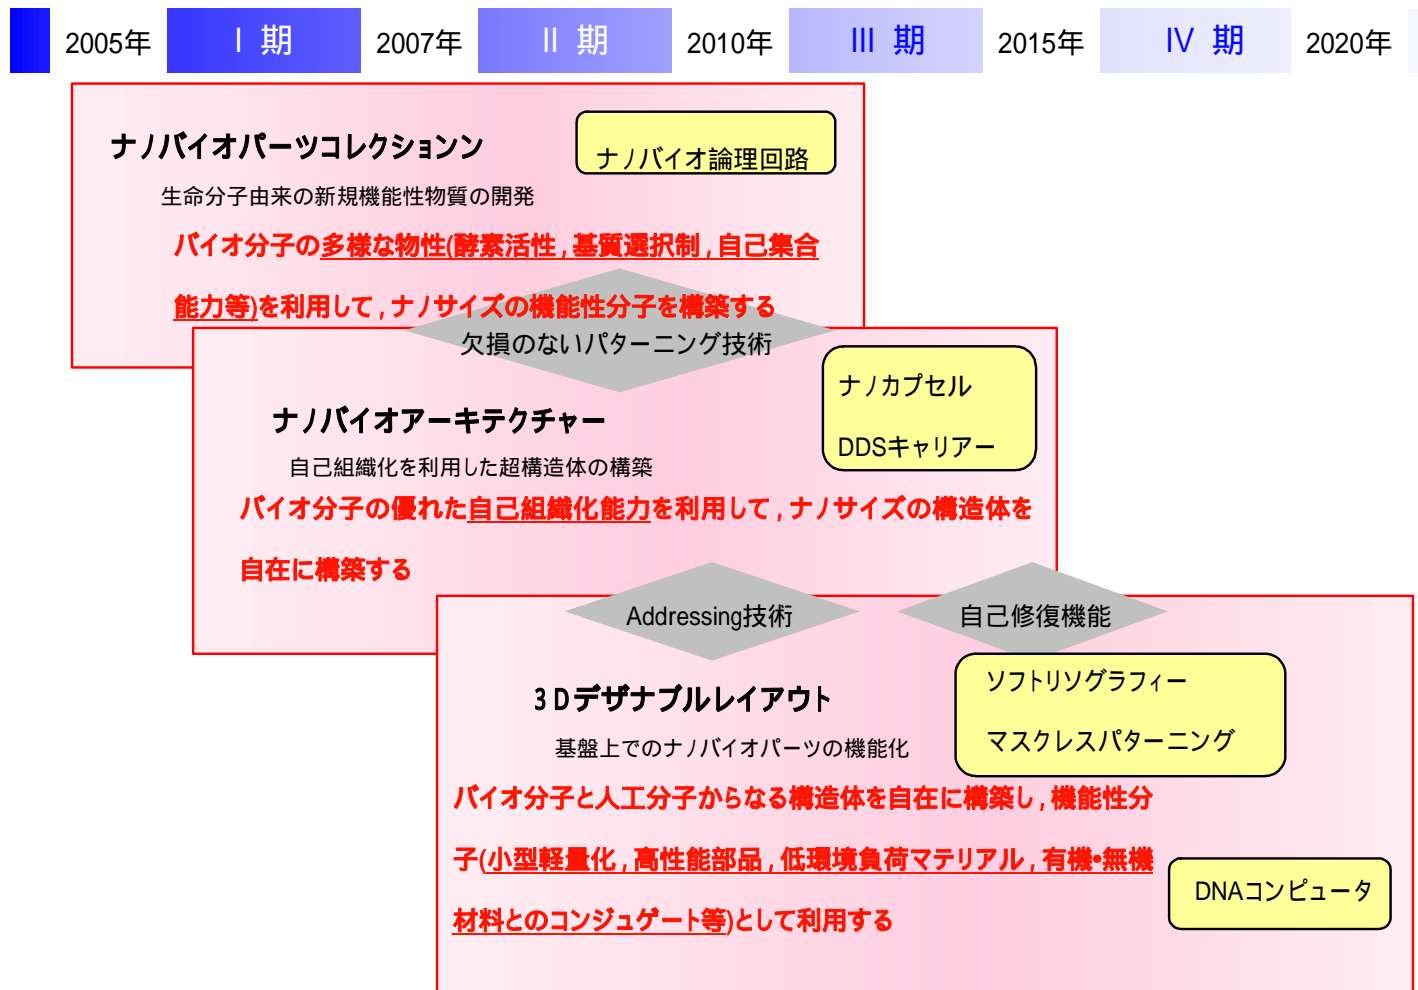 2005年 I 期 2007年 II 期 2010年 III 期 2015年 IV 期 2020年
ナノバイオパーツコレクションン
ナノバイオ論理回路
生命分子由来の新規機能性物質の開発
バイオ分子の多様な物性(酵素活性,基質選択制,自己集合
能力等)を利用して,ナノサイズの機能性分子を構築する
欠損のないパターニング技術
ナノカプセル
DDSキャリアー
ナノバイオアーキテクチャー
自己組織化を利用した超構造体の構築
バイオ分子の優れた自己組織化能力を利用して,ナノサイズの構造体を
自在に構築する
Addressing技術
自己修復機能
ソフトリソグラフィー
マスクレスパターニング
3Dデザナブルレイアウト
基盤上でのナノバイオパーツの機能化
バイオ分子と人工分子からなる構造体を自在に構築し,機能性分
子(小型軽量化,高性能部品,低環境負荷マテリアル,有機•無機
材料とのコンジュゲート等)として利用する
DNAコンピュータ